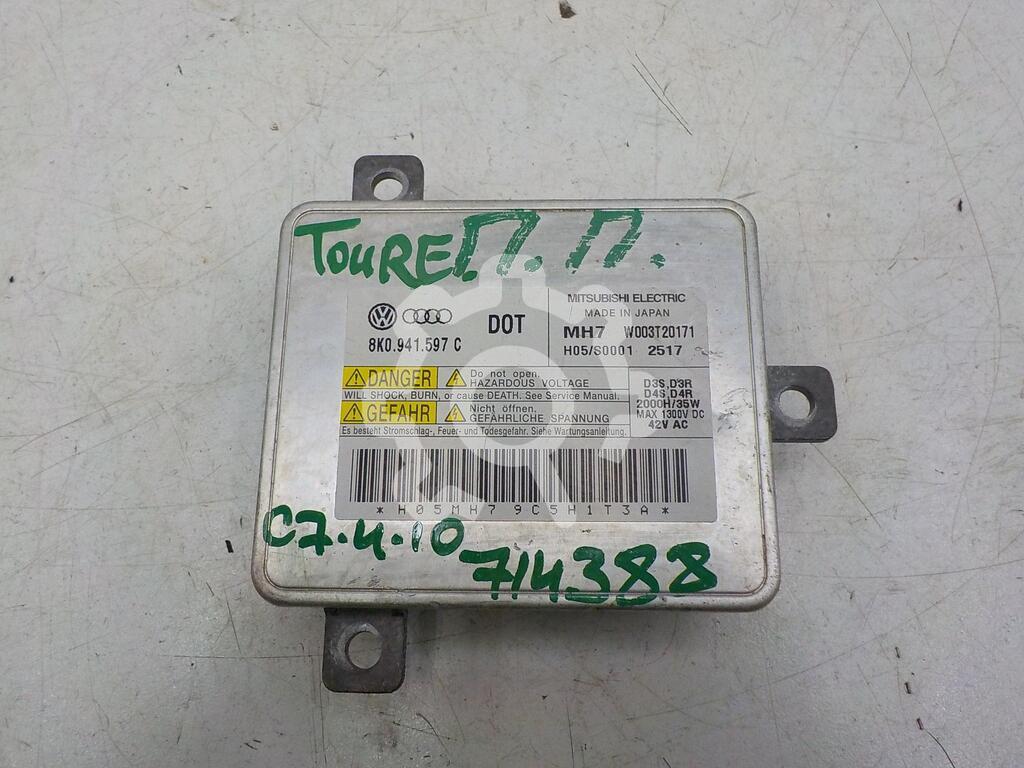 TOUREГ П. П.
DOT
8K0.941.597 C
MITSUBISHI ELECTRIC
MADE IN JAPAN
MH7 W003T20171
H05/S0001 2517
DANGER Do not open.
HAZARDOUS VOLTAGE
WILL SHOCK, BURN, or cause DEATH. See Service Manual.
GEFAHR Nicht öffnen.
GEFÄHRLICHE SPANNUNG
Es besteht Stromschlag-, Feuer- und Todesgefahr. Siehe Wartungsanleitung.
D3S,D3R
D4S,D4R
2000H/35W
MAX 1300V DC
42V AC
*H05MH79C5H1T3A*
C7.4.10
714388